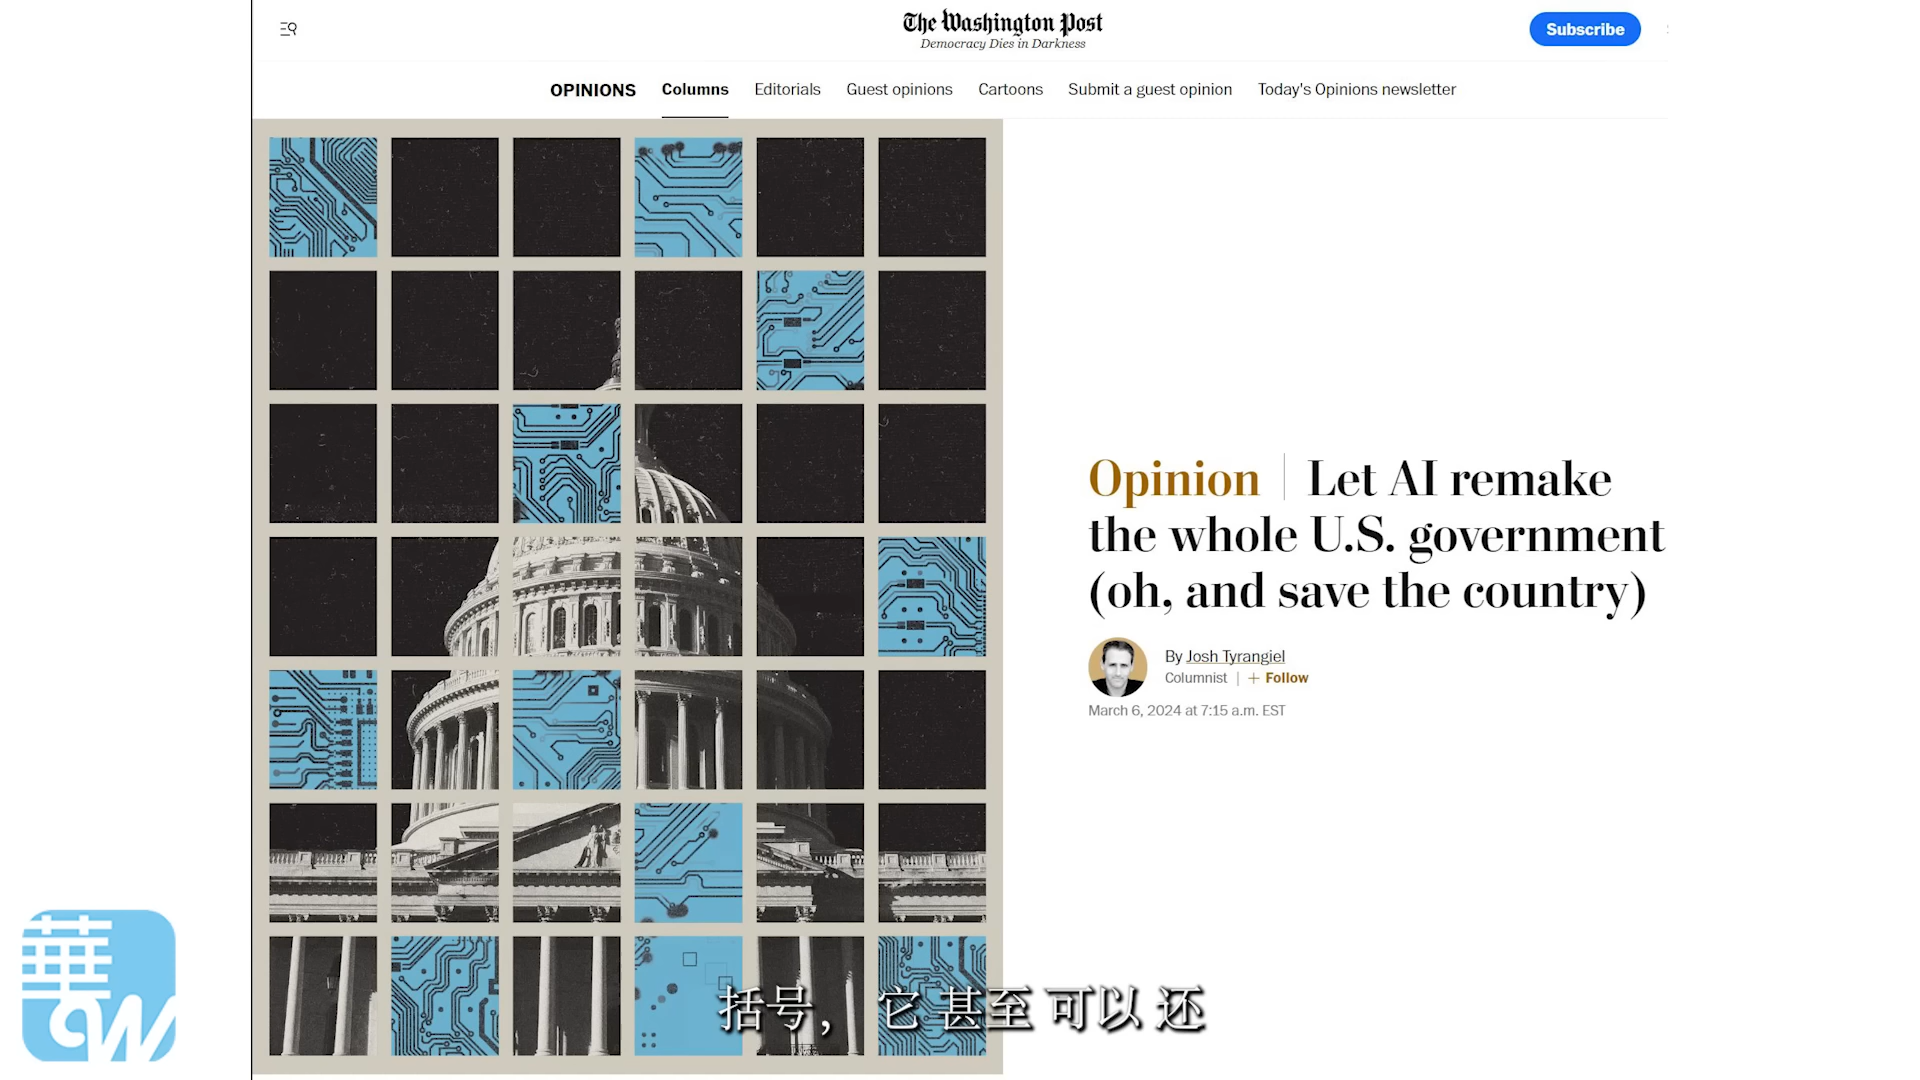 The Washington Post
Democracy Dies in Darkness
Subscribe
OPINIONS Columns Editorials Guest opinions Cartoons Submit a guest opinion Today's Opinions newsletter
Opinion | Let AI remake
the whole U.S. government
(oh, and save the country)
By Josh Tyrangiel
Columnist | + Follow
March 6, 2024 at 7:15 a.m. EST
華
W
括号， 它甚至可以还